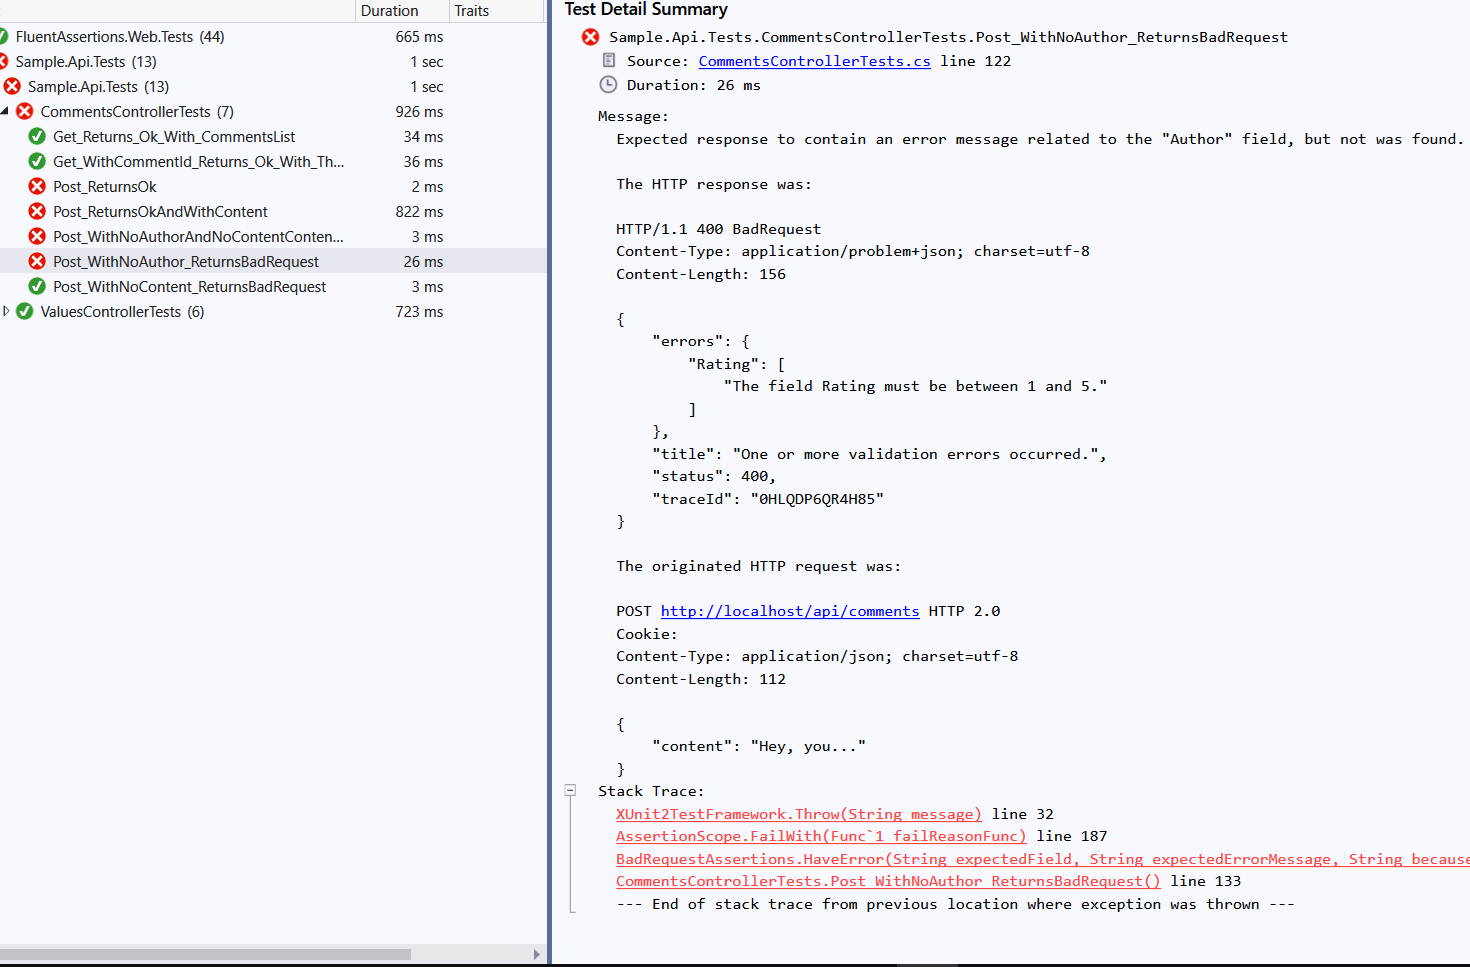 Duration Traits
FluentAssertions.Web.Tests (44) 665 ms
Sample.Api.Tests (13) 1 sec
Sample.Api.Tests (13) 1 sec
CommentsControllerTests (7) 926 ms
Get_Returns_Ok_With_CommentsList 34 ms
Get_WithCommentId_Returns_Ok_With_Th... 36 ms
Post_ReturnsOk 2 ms
Post_ReturnsOkAndWithContent 822 ms
Post_WithNoAuthorAndNoContentConten... 3 ms
Post_WithNoAuthor_ReturnsBadRequest 26 ms
Post_WithNoContent_ReturnsBadRequest 3 ms
ValuesControllerTests (6) 723 ms
Test Detail Summary
Sample.Api.Tests.CommentsControllerTests.Post_WithNoAuthor_ReturnsBadRequest
Source: CommentsControllerTests.cs line 122
Duration: 26 ms
Message:
Expected response to contain an error message related to the "Author" field, but not was found.
The HTTP response was:
HTTP/1.1 400 BadRequest
Content-Type: application/problem+json; charset=utf-8
Content-Length: 156
{
"errors": {
"Rating": [
"The field Rating must be between 1 and 5."
]
},
"title": "One or more validation errors occurred.",
"status": 400,
"traceId": "0HLQDP6QR4H85"
}
The originated HTTP request was:
POST http://localhost/api/comments HTTP 2.0
Cookie:
Content-Type: application/json; charset=utf-8
Content-Length: 112
{
"content": "Hey, you..."
}
Stack Trace:
XUnit2TestFramework.Throw(String message) line 32
AssertionScope.FailWith(Func`1 failReasonFunc) line 187
BadRequestAssertions.HaveError(String expectedField, String expectedErrorMessage, String because
CommentsControllerTests.Post_WithNoAuthor_ReturnsBadRequest() line 133
--- End of stack trace from previous location where exception was thrown ---